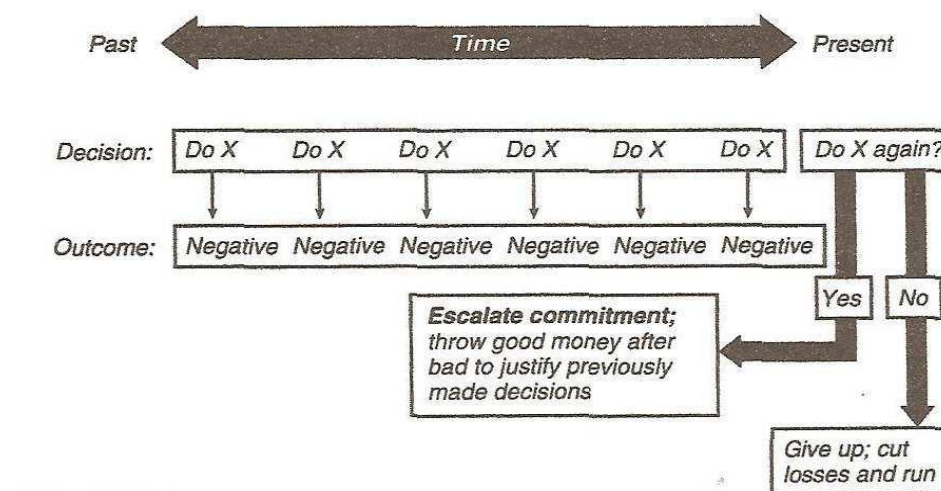 Past Time Present
Decision: Do X Do X Do X Do X Do X Do X Do X again?
Outcome: Negative Negative Negative Negative Negative Negative
Yes No
Escalate commitment;
throw good money after
bad to justify previously
made decisions
Give up; cut
losses and run